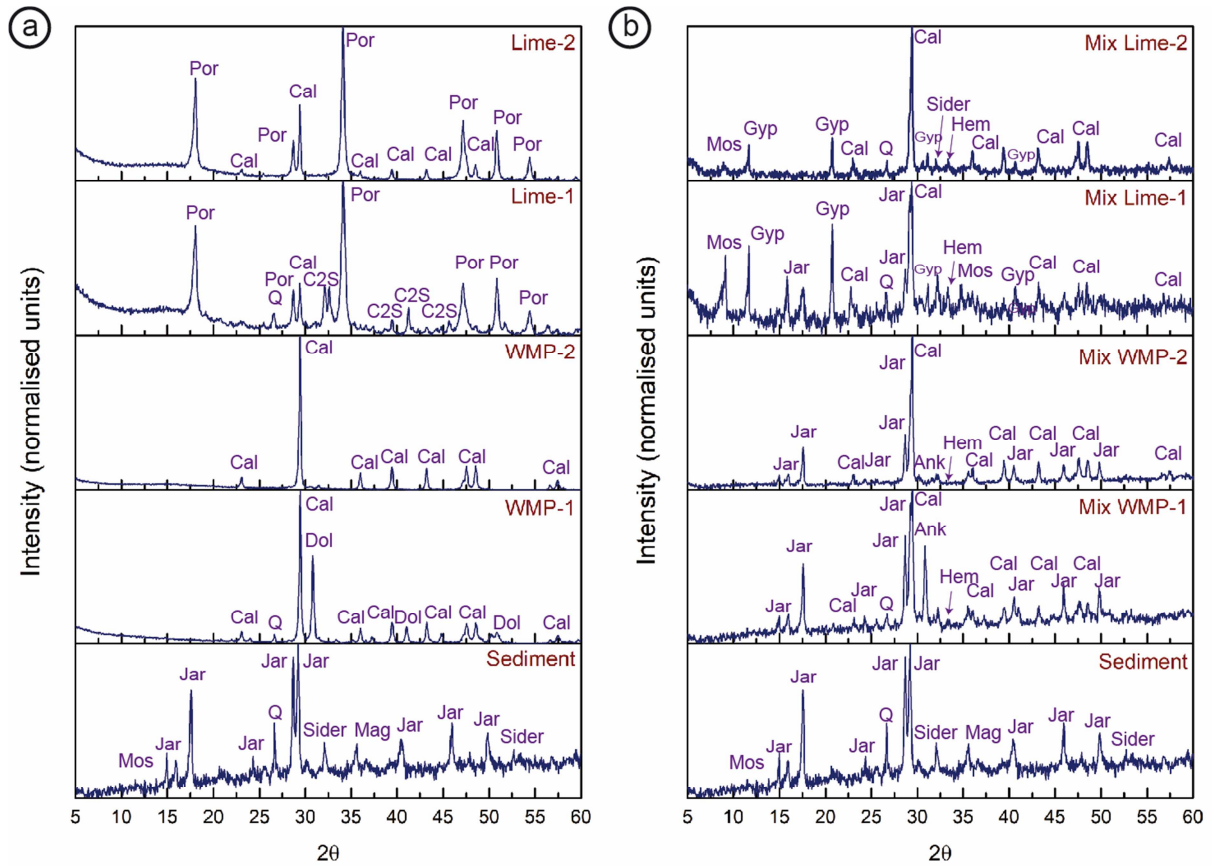 a
Lime-2
Por
Por
Cal
Por
Cal
Cal
Cal
Por
Cal
Por
Por
Lime-1
Por
Por
Q
Por
Cal
C2S
C2S
C2S
C2S
Por
Por
Por
WMP-2
Cal
Cal
Cal
Cal
Cal
Cal
Cal
WMP-1
Cal
Dol
Cal
Q
Cal
Cal
Dol
Cal
Cal
Dol
Cal
Sediment
Mos
Jar
Jar
Jar
Q
Jar
Jar
Sider
Mag
Jar
Jar
Jar
Sider
5 10 15 20 25 30 35 40 45 50 55 60
2θ
Intensity (normalised units)
Intensity (normalised units)
b
Mix Lime-2
Cal
Mos
Gyp
Gyp
Cal
Q
Gyp
Sider
Hem
Cal
Gyp
Cal
Cal
Cal
Mix Lime-1
Jar
Cal
Mos
Gyp
Jar
Gyp
Cal
Jar
Q
Gyp
Hem
Mos
Gyp
Cal
Cal
Mix WMP-2
Cal
Jar
Jar
Jar
Cal
Jar
Ank
Hem
Cal
Cal
Jar
Cal
Jar
Cal
Jar
Cal
Mix WMP-1
Jar
Cal
Jar
Ank
Jar
Jar
Cal
Jar
Q
Hem
Cal
Cal
Jar
Cal
Jar
Cal
Jar
Sediment
Mos
Jar
Jar
Jar
Q
Jar
Jar
Sider
Mag
Jar
Jar
Jar
Sider
5 10 15 20 25 30 35 40 45 50 55 60
2θ
Intensity (normalised units)
Intensity (normalised units)